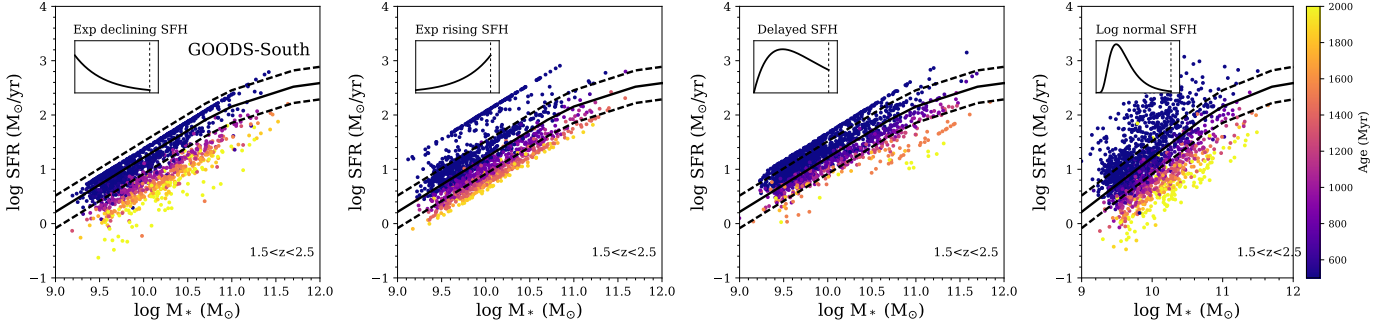 Exp declining SFH
GOODS-South
4
3
2
1
0
−1
log SFR (M⊙/yr)
1.5<z<2.5
9.0 9.5 10.0 10.5 11.0 11.5 12.0
log M* (M⊙)
Exp rising SFH
4
3
2
1
0
−1
log SFR (M⊙/yr)
1.5<z<2.5
9.0 9.5 10.0 10.5 11.0 11.5 12.0
log M* (M⊙)
Delayed SFH
4
3
2
1
0
−1
log SFR (M⊙/yr)
1.5<z<2.5
9.0 9.5 10.0 10.5 11.0 11.5 12.0
log M* (M⊙)
Log normal SFH
4
3
2
1
0
−1
log SFR (M⊙/yr)
1.5<z<2.5
9 10 11 12
log M* (M⊙)
2000
1800
1600
1400
1200
1000
800
600
Age (Myr)